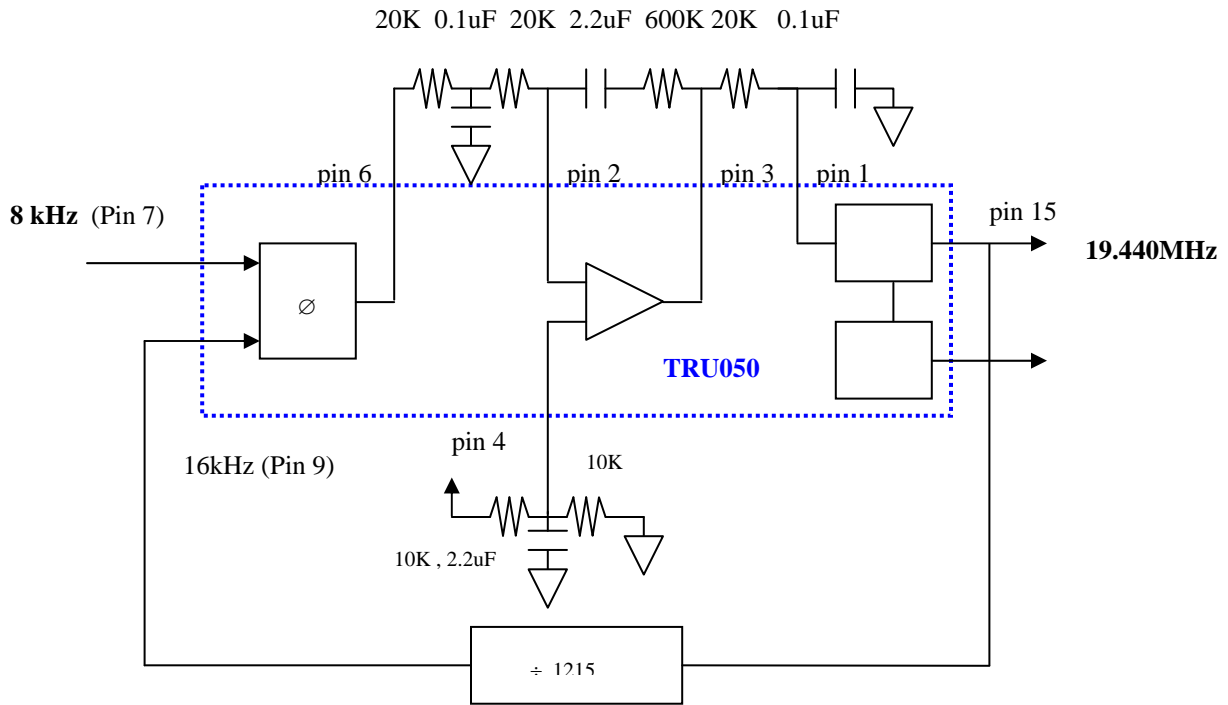 20K 0.1uF 20K 2.2uF 600K 20K 0.1uF
pin 6
pin 2
pin 3
pin 1
8 kHz (Pin 7)
pin 15
19.440MHz
∅
TRU050
pin 4
16kHz (Pin 9)
10K
10K , 2.2uF
÷ 1215